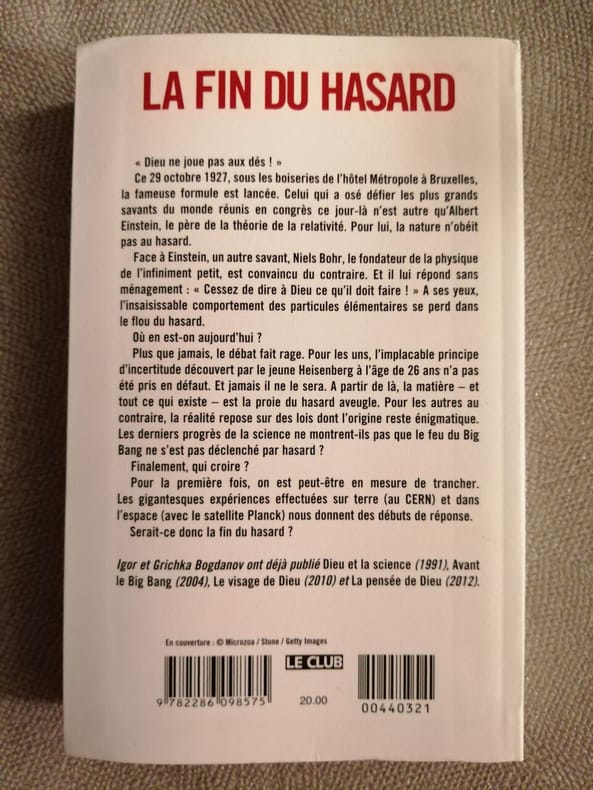 LA FIN DU HASARD
« Dieu ne joue pas aux dés ! »
Ce 29 octobre 1927, sous les boiseries de l'hôtel Métropole à Bruxelles,
la fameuse formule est lancée. Celui qui a osé défier les plus grands
savants du monde réunis en congrès ce jour-là n'est autre qu'Albert
Einstein, le père de la théorie de la relativité. Pour lui, la nature n'obéit
pas au hasard.
Face à Einstein, un autre savant, Niels Bohr, le fondateur de la physique
de l'infiniment petit, est convaincu du contraire. Et il lui répond sans
ménagement : « Cessez de dire à Dieu ce qu'il doit faire ! » A ses yeux,
l'insaisissable comportement des particules élémentaires se perd dans
le flou du hasard.
Où en est-on aujourd'hui ?
Plus que jamais, le débat fait rage. Pour les uns, l'implacable principe
d'incertitude découvert par le jeune Heisenberg à l'âge de 26 ans n'a pas
été pris en défaut. Et jamais il ne le sera. A partir de là, la matière – et
tout ce qui existe – est la proie du hasard aveugle. Pour les autres au
contraire, la réalité repose sur des lois dont l'origine reste énigmatique.
Les derniers progrès de la science ne montrent-ils pas que le feu du Big
Bang ne s'est pas déclenché par hasard ?
Finalement, qui croire ?
Pour la première fois, on est peut-être en mesure de trancher.
Les gigantesques expériences effectuées sur terre (au CERN) et dans
l'espace (avec le satellite Planck) nous donnent des débuts de réponse.
Serait-ce donc la fin du hasard ?
Igor et Grichka Bogdanov ont déjà publié Dieu et la science (1991), Avant
le Big Bang (2004), Le visage de Dieu (2010) et La pensée de Dieu (2012).
En couverture : © Microzoa / Stone / Getty Images
LE CLUB
9 782286 098575
20.00
00440321